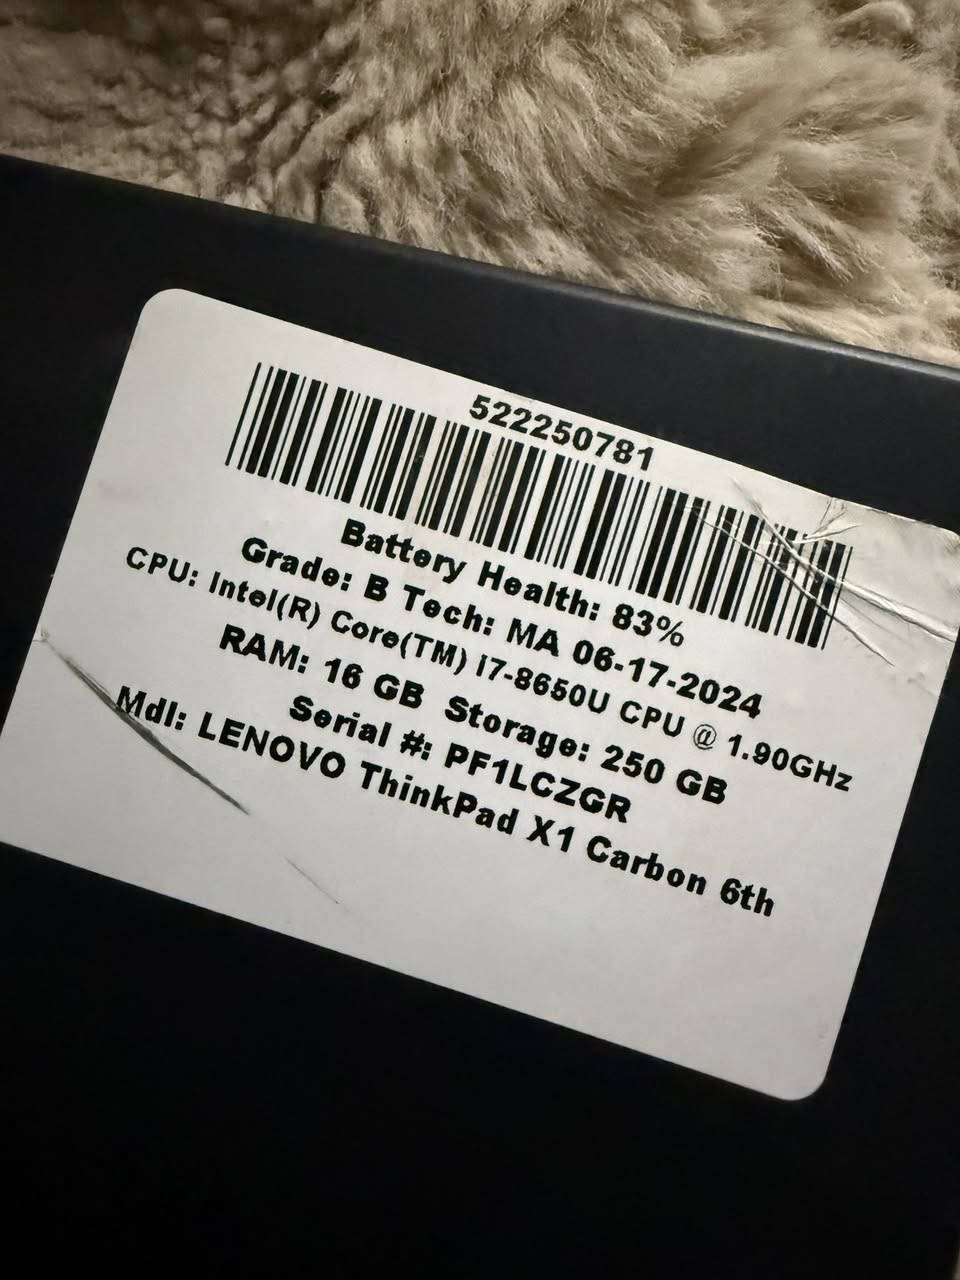 522250781
Battery Health: 83%
Grade: B Tech: MA 06-17-2024
CPU: Intel(R) Core(TM) i7-8650U CPU @ 1.90GHz
RAM: 16 GB Storage: 250 GB
Serial #: PF1LCZGR
Mdl: LENOVO ThinkPad X1 Carbon 6th